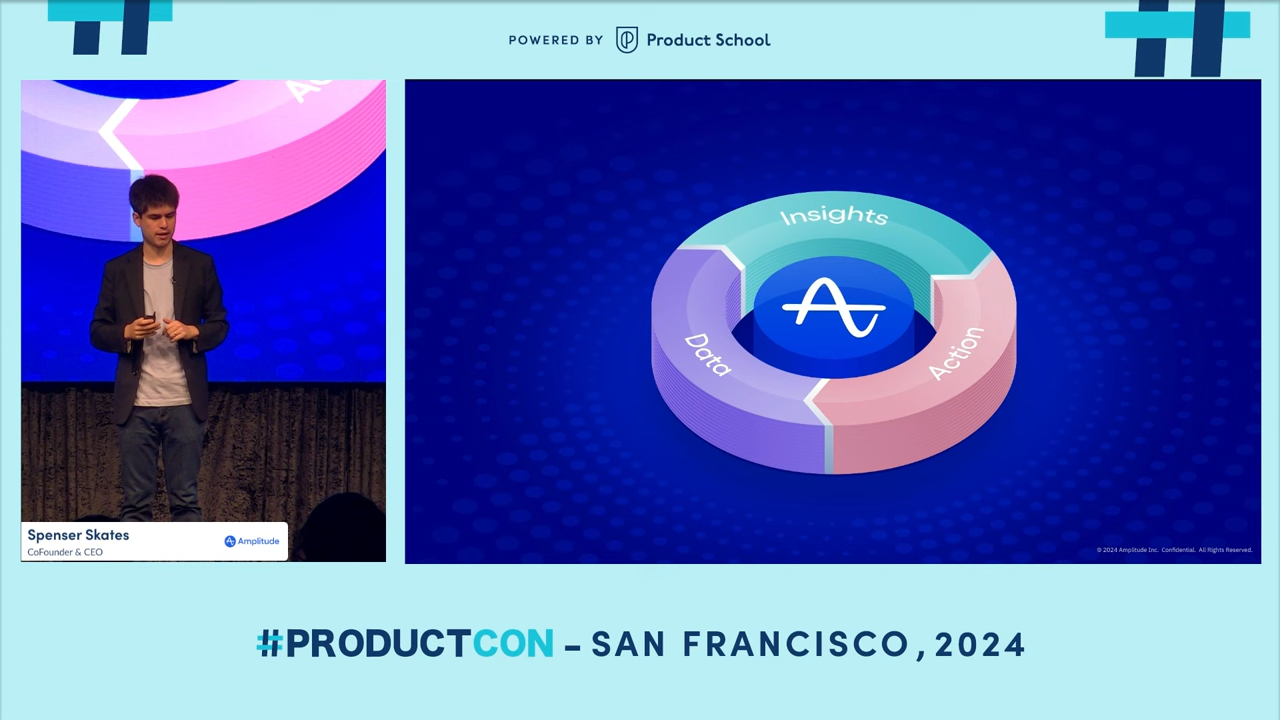 POWERED BY Product School
Ac
Insights
Data
Action
© 2024 Amplitude Inc. Confidential. All Rights Reserved.
Spenser Skates
CoFounder & CEO
Amplitude
#PRODUCTCON – SAN FRANCISCO, 2024